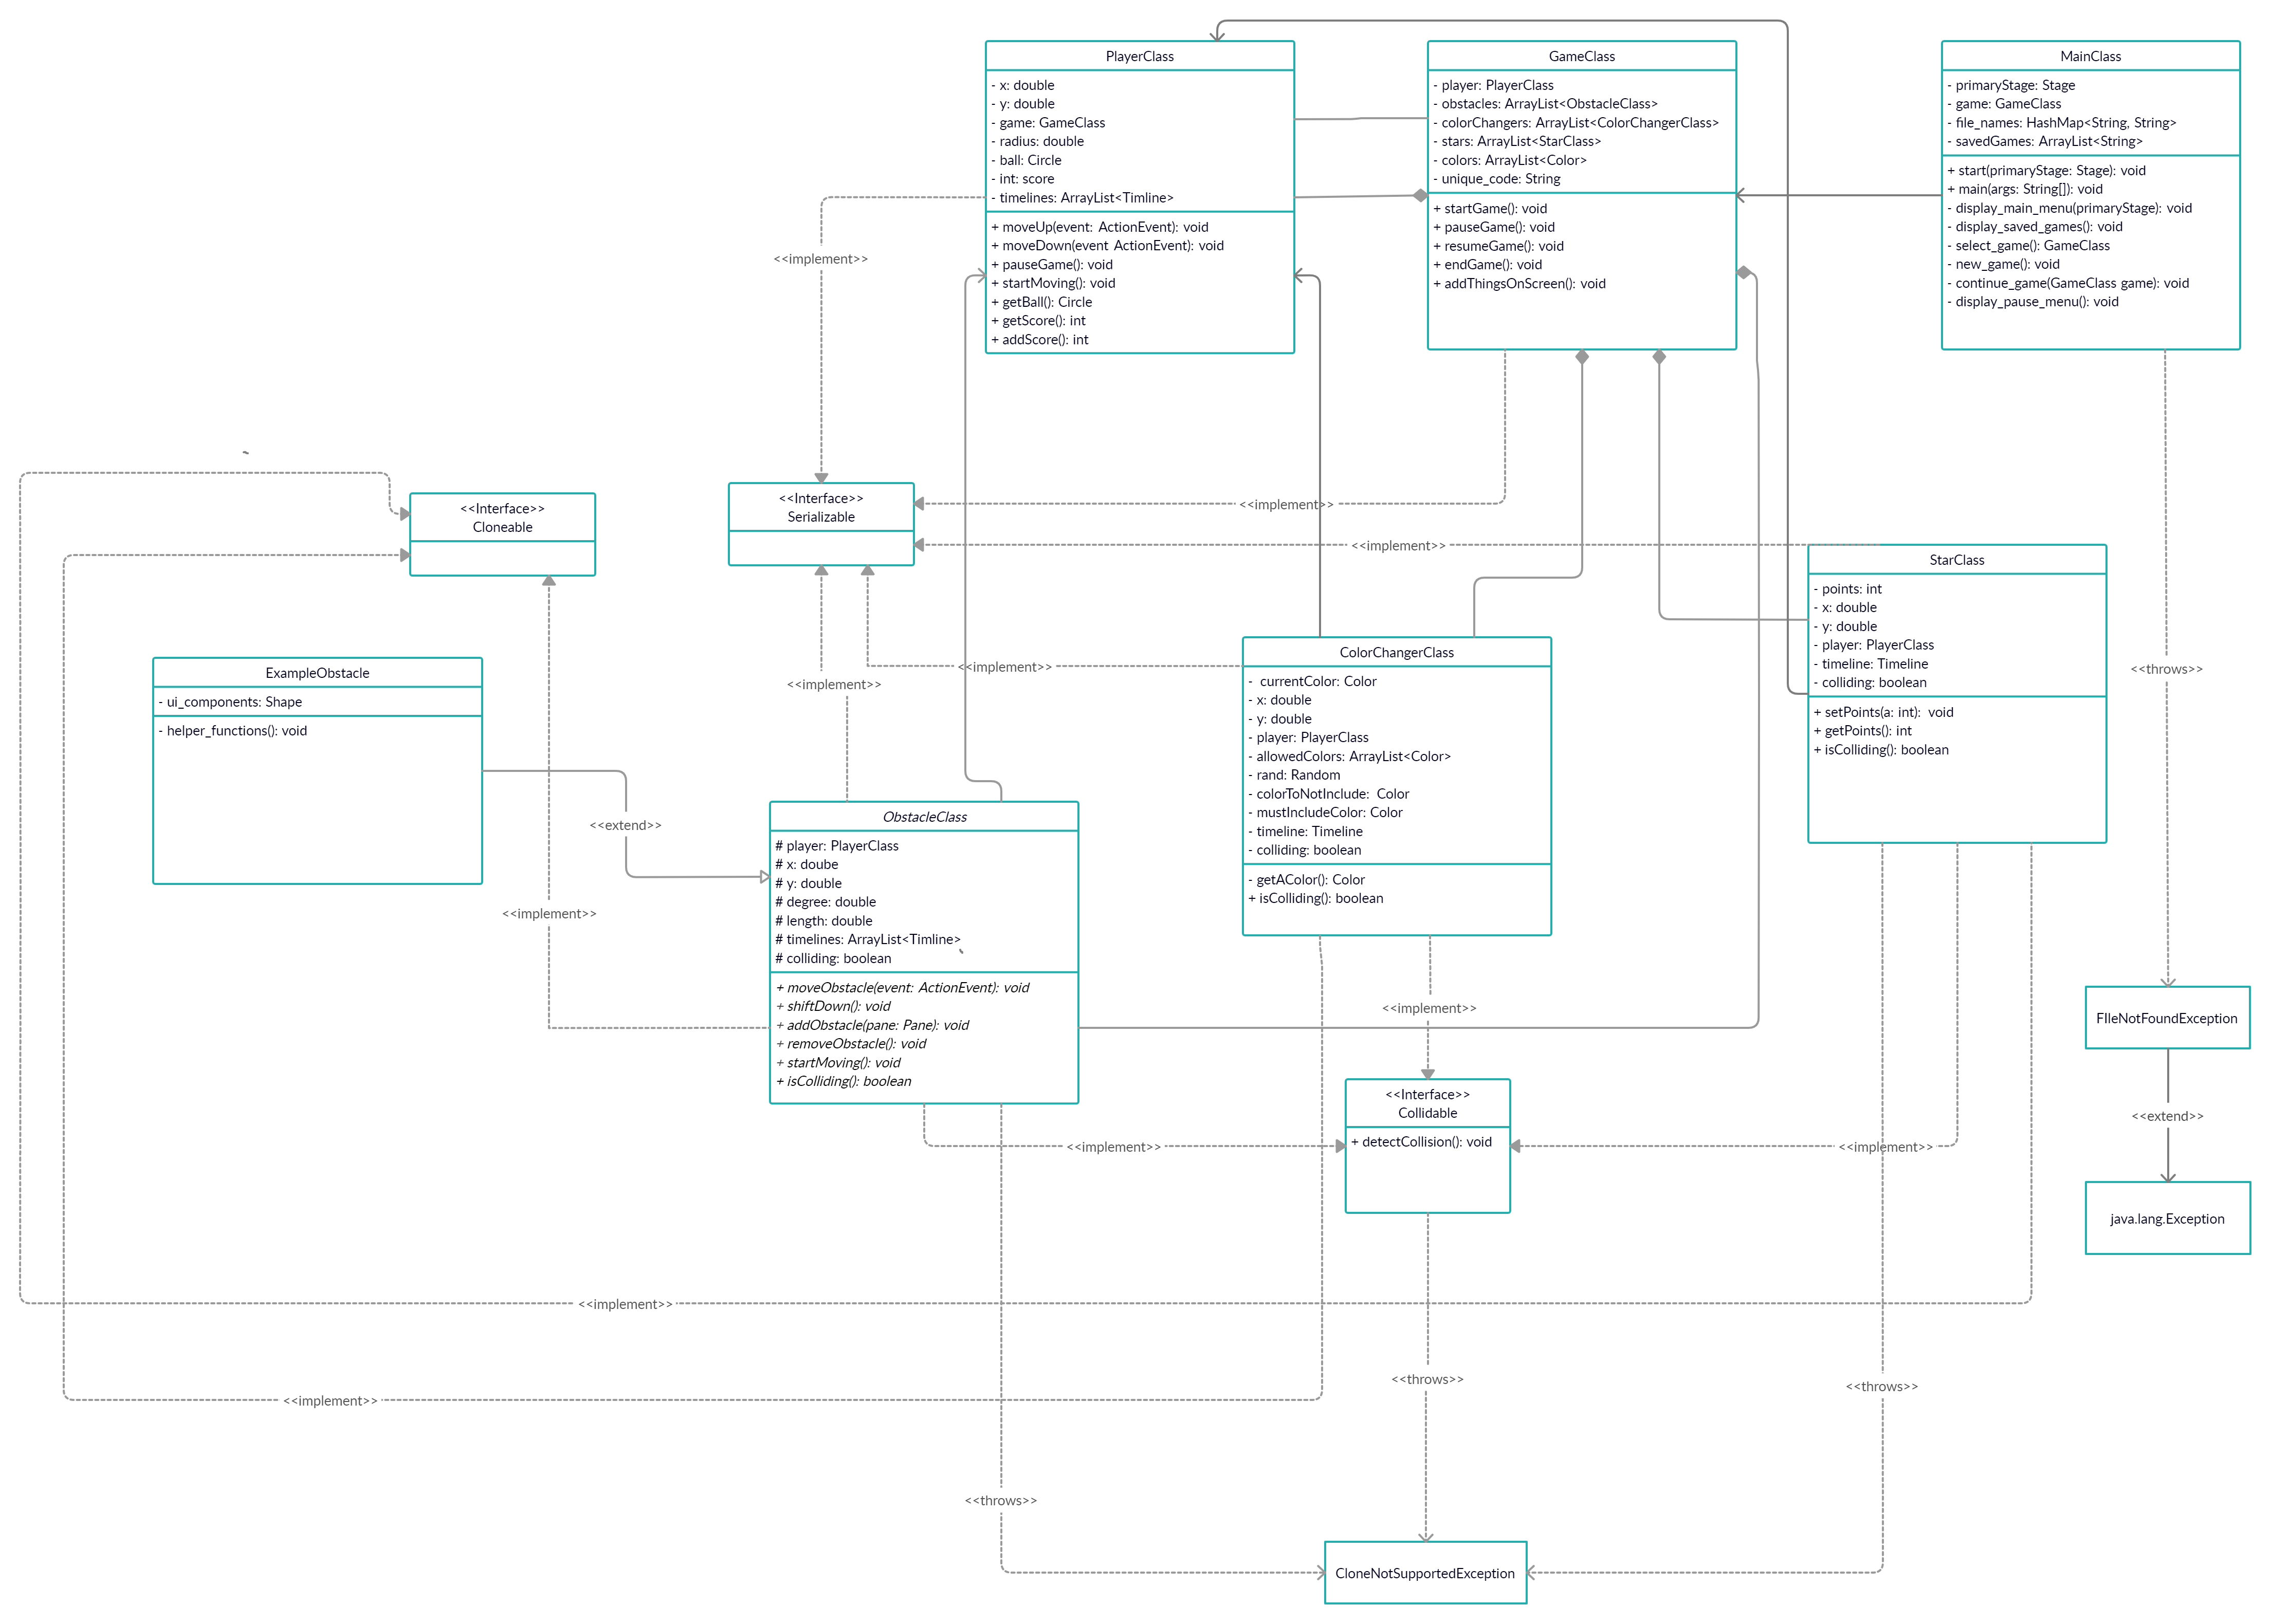 PlayerClass
- x: double
- y: double
- game: GameClass
- radius: double
- ball: Circle
- int: score
- timelines: ArrayList<Timline>
+ moveUp(event: ActionEvent): void
+ moveDown(event ActionEvent): void
+ pauseGame(): void
+ startMoving(): void
+ getBall(): Circle
+ getScore(): int
+ addScore(): int
GameClass
- player: PlayerClass
- obstacles: ArrayList<ObstacleClass>
- colorChangers: ArrayList<ColorChangerClass>
- stars: ArrayList<StarClass>
- colors: ArrayList<Color>
- unique_code: String
+ startGame(): void
+ pauseGame(): void
+ resumeGame(): void
+ endGame(): void
+ addThingsOnScreen(): void
MainClass
- primaryStage: Stage
- game: GameClass
- file_names: HashMap<String, String>
- savedGames: ArrayList<String>
+ start(primaryStage: Stage): void
+ main(args: String[]): void
- display_main_menu(primaryStage): void
- display_saved_games(): void
- select_game(): GameClass
- new_game(): void
- continue_game(GameClass game): void
- display_pause_menu(): void
<<implement>>
<<Interface>>
Cloneable
<<Interface>>
Serializable
<<implement>>
<<implement>>
StarClass
- points: int
- x: double
- y: double
- player: PlayerClass
- timeline: Timeline
- colliding: boolean
+ setPoints(a: int):  void
+ getPoints(): int
+ isColliding(): boolean
<<throws>>
ExampleObstacle
- ui_components: Shape
- helper_functions(): void
<<implement>>
<<implement>>
ColorChangerClass
-  currentColor: Color
- x: double
- y: double
- player: PlayerClass
- allowedColors: ArrayList<Color>
- rand: Random
- colorToNotInclude:  Color
- mustIncludeColor: Color
- timeline: Timeline
- colliding: boolean
- getAColor(): Color
+ isColliding(): boolean
<<extend>>
<<implement>>
ObstacleClass
# player: PlayerClass
# x: doube
# y: double
# degree: double
# length: double
# timelines: ArrayList<Timline>
# colliding: boolean
+ moveObstacle(event: ActionEvent): void
+ shiftDown(): void
+ addObstacle(pane: Pane): void
+ removeObstacle(): void
+ startMoving(): void
+ isColliding(): boolean
<<implement>>
FIleNotFoundException
<<extend>>
java.lang.Exception
<<Interface>>
Collidable
+ detectCollision(): void
<<implement>>
<<implement>>
<<implement>>
<<implement>>
<<throws>>
<<throws>>
<<throws>>
CloneNotSupportedException